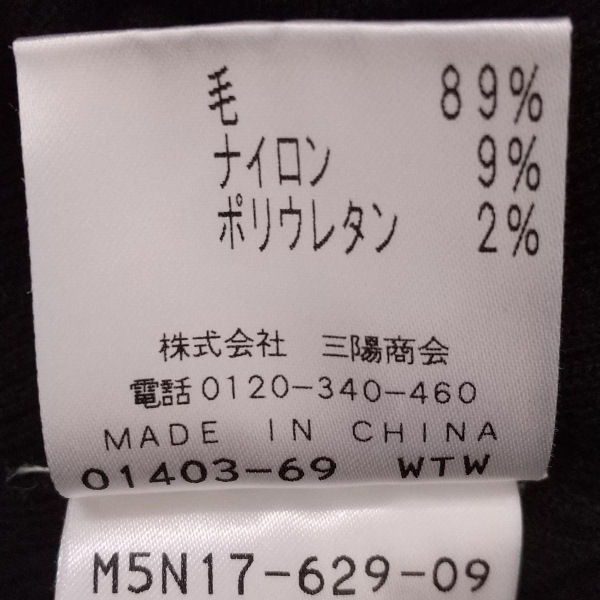 毛 89%
ナイロン 9%
ポリウレタン 2%
株式会社 三陽商会
電話0120-340-460
MADE IN CHINA
01403-69 WTW
M5N17-629-09